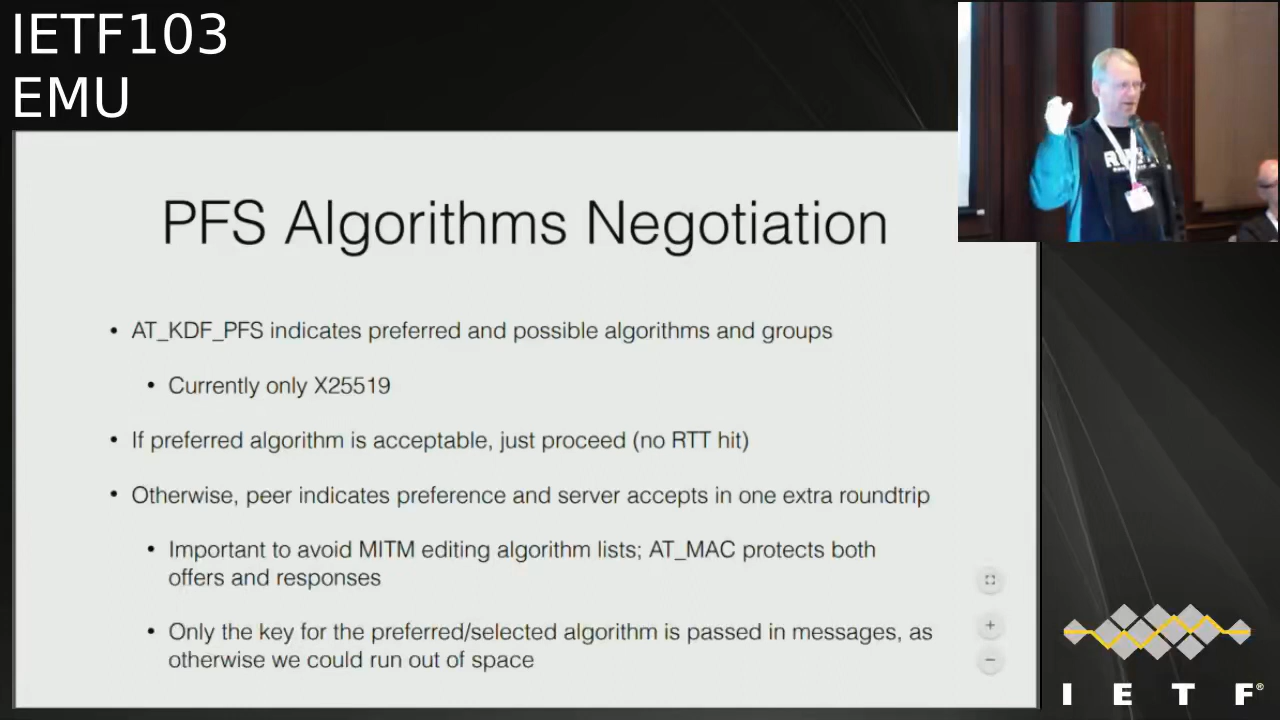 IETF103
EMU
PFS Algorithms Negotiation
• AT_KDF_PFS indicates preferred and possible algorithms and groups
• Currently only X25519
• If preferred algorithm is acceptable, just proceed (no RTT hit)
• Otherwise, peer indicates preference and server accepts in one extra roundtrip
• Important to avoid MITM editing algorithm lists; AT_MAC protects both
offers and responses
• Only the key for the preferred/selected algorithm is passed in messages, as
otherwise we could run out of space
I E T F®